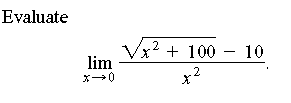 Evaluate
lim x→0 (√(x² + 100) − 10) / x².